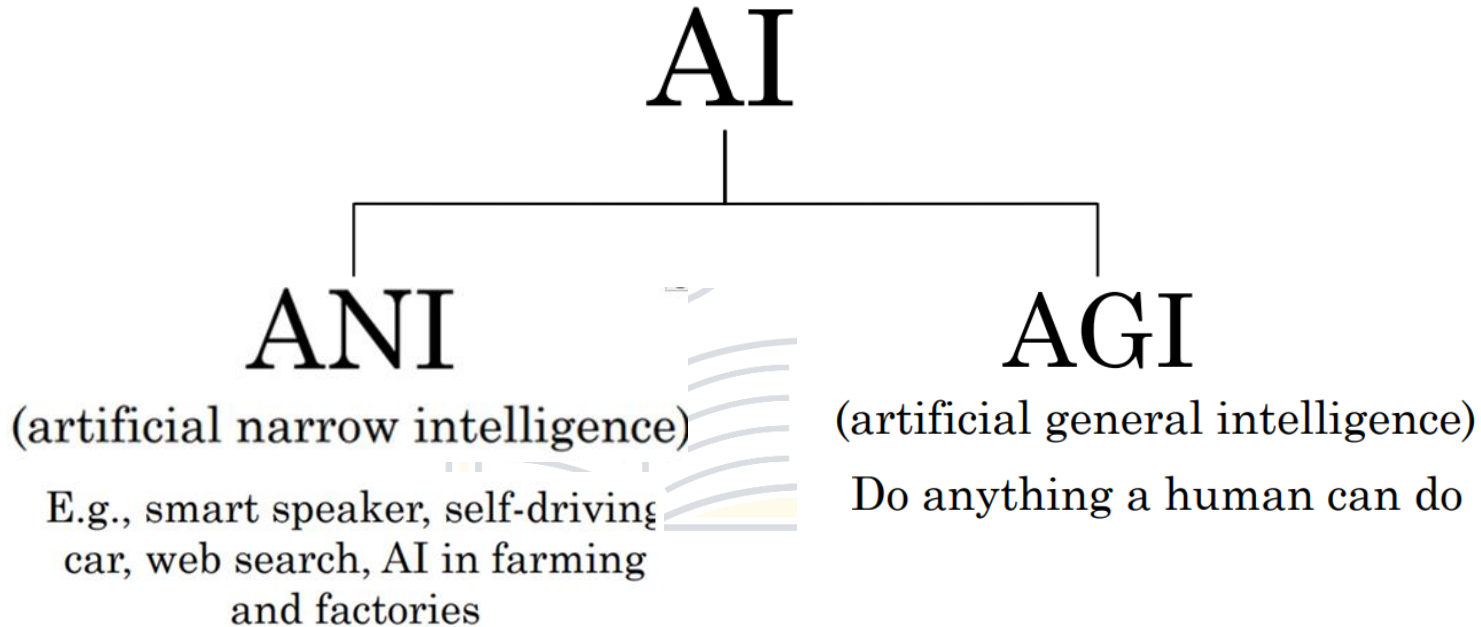 AI
ANI
(artificial narrow intelligence)
E.g., smart speaker, self-driving
car, web search, AI in farming
and factories
AGI
(artificial general intelligence)
Do anything a human can do